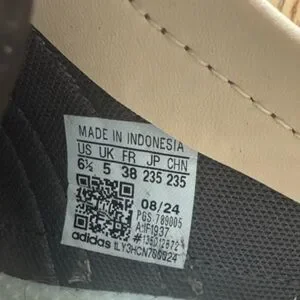 MADE IN INDONESIA
US UK FR JP CHN
6½ 5 38 235 235
08/24
PGS 789005
#136012872
adidas